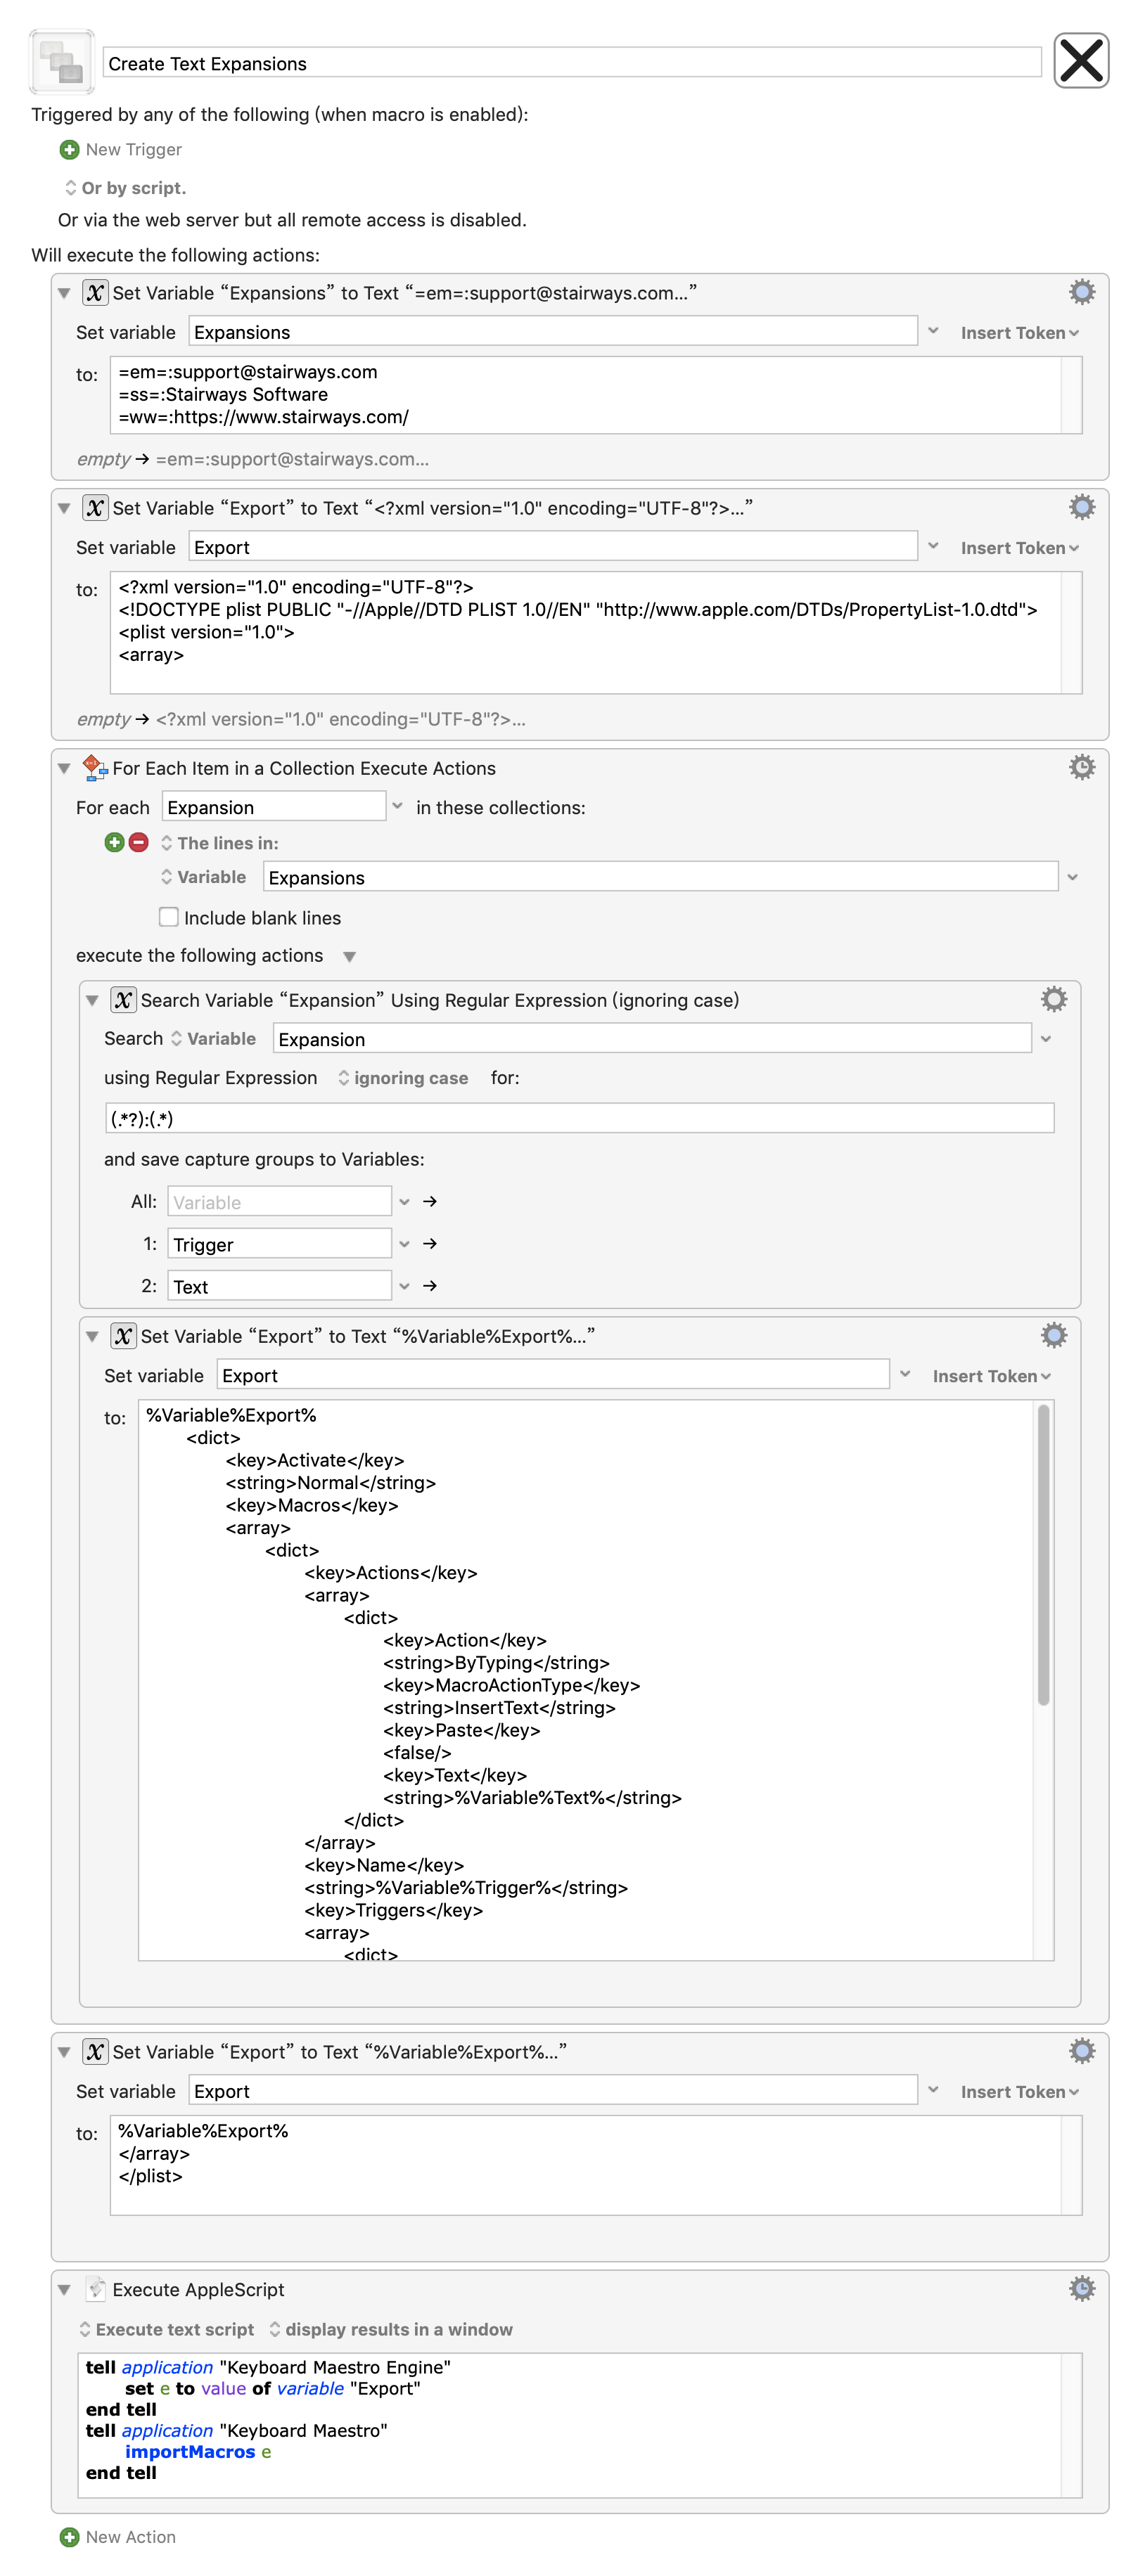 Create Text Expansions
Triggered by any of the following (when macro is enabled):
New Trigger
Or by script.
Or via the web server but all remote access is disabled.
Will execute the following actions:
Set Variable “Expansions” to Text “=em=:support@stairways.com...”
Set variable Expansions Insert Token
to: =em=:support@stairways.com
=ss=:Stairways Software
=ww=:https://www.stairways.com/
empty → =em=:support@stairways.com...
Set Variable “Export” to Text “<?xml version="1.0" encoding="UTF-8"?>...”
Set variable Export Insert Token
to: <?xml version="1.0" encoding="UTF-8"?>
<!DOCTYPE plist PUBLIC "-//Apple//DTD PLIST 1.0//EN" "http://www.apple.com/DTDs/PropertyList-1.0.dtd">
<plist version="1.0">
<array>
empty → <?xml version="1.0" encoding="UTF-8"?>...
For Each Item in a Collection Execute Actions
For each Expansion in these collections:
The lines in:
Variable Expansions
Include blank lines
execute the following actions
Search Variable “Expansion” Using Regular Expression (ignoring case)
Search Variable Expansion
using Regular Expression ignoring case for:
(.*?):(.*)
and save capture groups to Variables:
All: Variable →
1: Trigger →
2: Text →
Set Variable “Export” to Text “%Variable%Export%...”
Set variable Export Insert Token
to: %Variable%Export%
<dict>
<key>Activate</key>
<string>Normal</string>
<key>Macros</key>
<array>
<dict>
<key>Actions</key>
<array>
<dict>
<key>Action</key>
<string>ByTyping</string>
<key>MacroActionType</key>
<string>InsertText</string>
<key>Paste</key>
<false/>
<key>Text</key>
<string>%Variable%Text%</string>
</dict>
</array>
<key>Name</key>
<string>%Variable%Trigger%</string>
<key>Triggers</key>
<array>
<dict>
Set Variable “Export” to Text “%Variable%Export%...”
Set variable Export Insert Token
to: %Variable%Export%
</array>
</plist>
Execute AppleScript
Execute text script display results in a window
tell application "Keyboard Maestro Engine"
set e to value of variable "Export"
end tell
tell application "Keyboard Maestro"
importMacros e
end tell
New Action